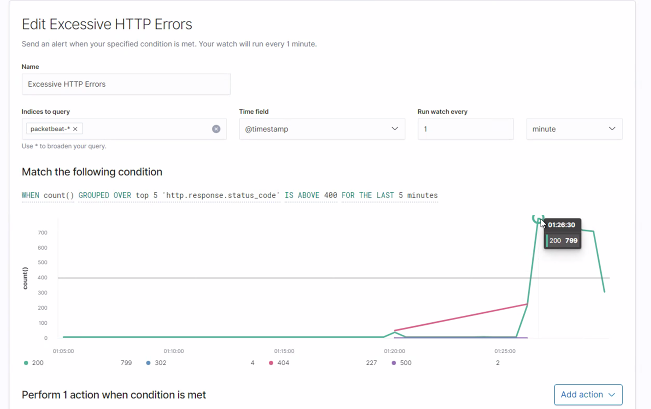 Edit Excessive HTTP Errors
Send an alert when your specified condition is met. Your watch will run every 1 minute.
Name
Excessive HTTP Errors
Indices to query
Time field
Run watch every
packetbeat-* ×
@timestamp
1
minute
Use * to broaden your query.
Match the following condition
WHEN count() GROUPED OVER top 5 'http.response.status_code' IS ABOVE 400 FOR THE LAST 5 minutes
01:26:30
200 799
count()
700
600
500
400
300
200
100
0
01:05:00 01:10:00 01:15:00 01:20:00 01:25:00
200 799 302 4 404 227 500 2
Perform 1 action when condition is met
Add action